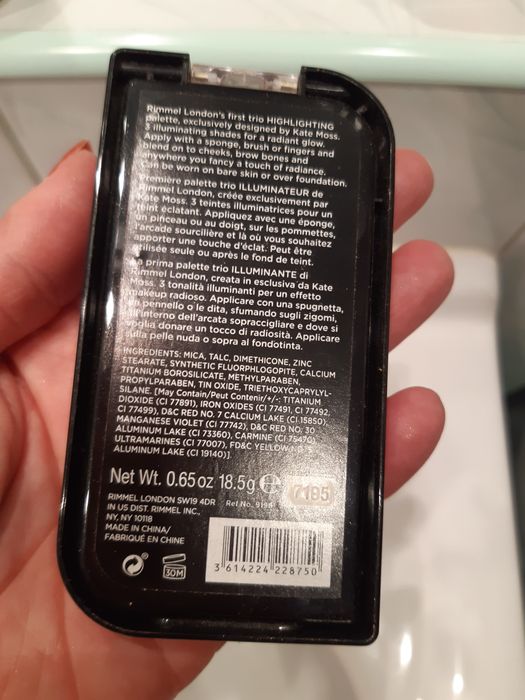 Rimmel London's first trio HIGHLIGHTING
palette, exclusively designed by Kate Moss.
3 illuminating shades for a radiant glow.
Apply with a sponge, brush or fingers and
blend on to cheeks, brow bones and
anywhere you fancy a touch of radiance.
Can be worn on bare skin or over foundation.
Première palette trio ILLUMINATEUR de
Rimmel London, créée exclusivement par
Kate Moss. 3 teintes illuminatrices pour un
teint éclatant. Appliquez avec une éponge,
un pinceau ou au doigt, sur les pommettes,
l'arcade sourcilière et là où vous souhaitez
apporter une touche d'éclat. Peut être
utilisée seule ou après le fond de teint.
La prima palette trio ILLUMINANTE di
Rimmel London, creata in esclusiva da Kate
Moss. 3 tonalità illuminanti per un effetto
makeup radioso. Applicare con una spugnetta,
un pennello o le dita, sfumando sugli zigomi,
all'interno dell'arcata sopraccigliare e dove si
voglia donare un tocco di radiosità. Applicare
sulla pelle nuda o sopra al fondotinta.
INGREDIENTS: MICA, TALC, DIMETHICONE, ZINC
STEARATE, SYNTHETIC FLUORPHLOGOPITE, CALCIUM
TITANIUM BOROSILICATE, METHYLPARABEN,
PROPYLPARABEN, TIN OXIDE, TRIETHOXYCAPRYLYL-
SILANE. [May Contain/Peut Contenir/+/-: TITANIUM
DIOXIDE (CI 77891), IRON OXIDES (CI 77491, CI 77492,
CI 77499), D&C RED NO. 7 CALCIUM LAKE (CI 15850),
MANGANESE VIOLET (CI 77742), D&C RED NO. 30
ALUMINUM LAKE (CI 73360), CARMINE (CI 75470),
ULTRAMARINES (CI 77007), FD&C YELLOW NO. 5
ALUMINUM LAKE (CI 19140)]
Net Wt. 0.65 oz 18.5g e 7195
RIMMEL LONDON SW19 4DR Ref No.
IN US DIST. RIMMEL INC.,
NY, NY 10118
MADE IN CHINA/
FABRIQUÉ EN CHINE
30M
3 614224 228750